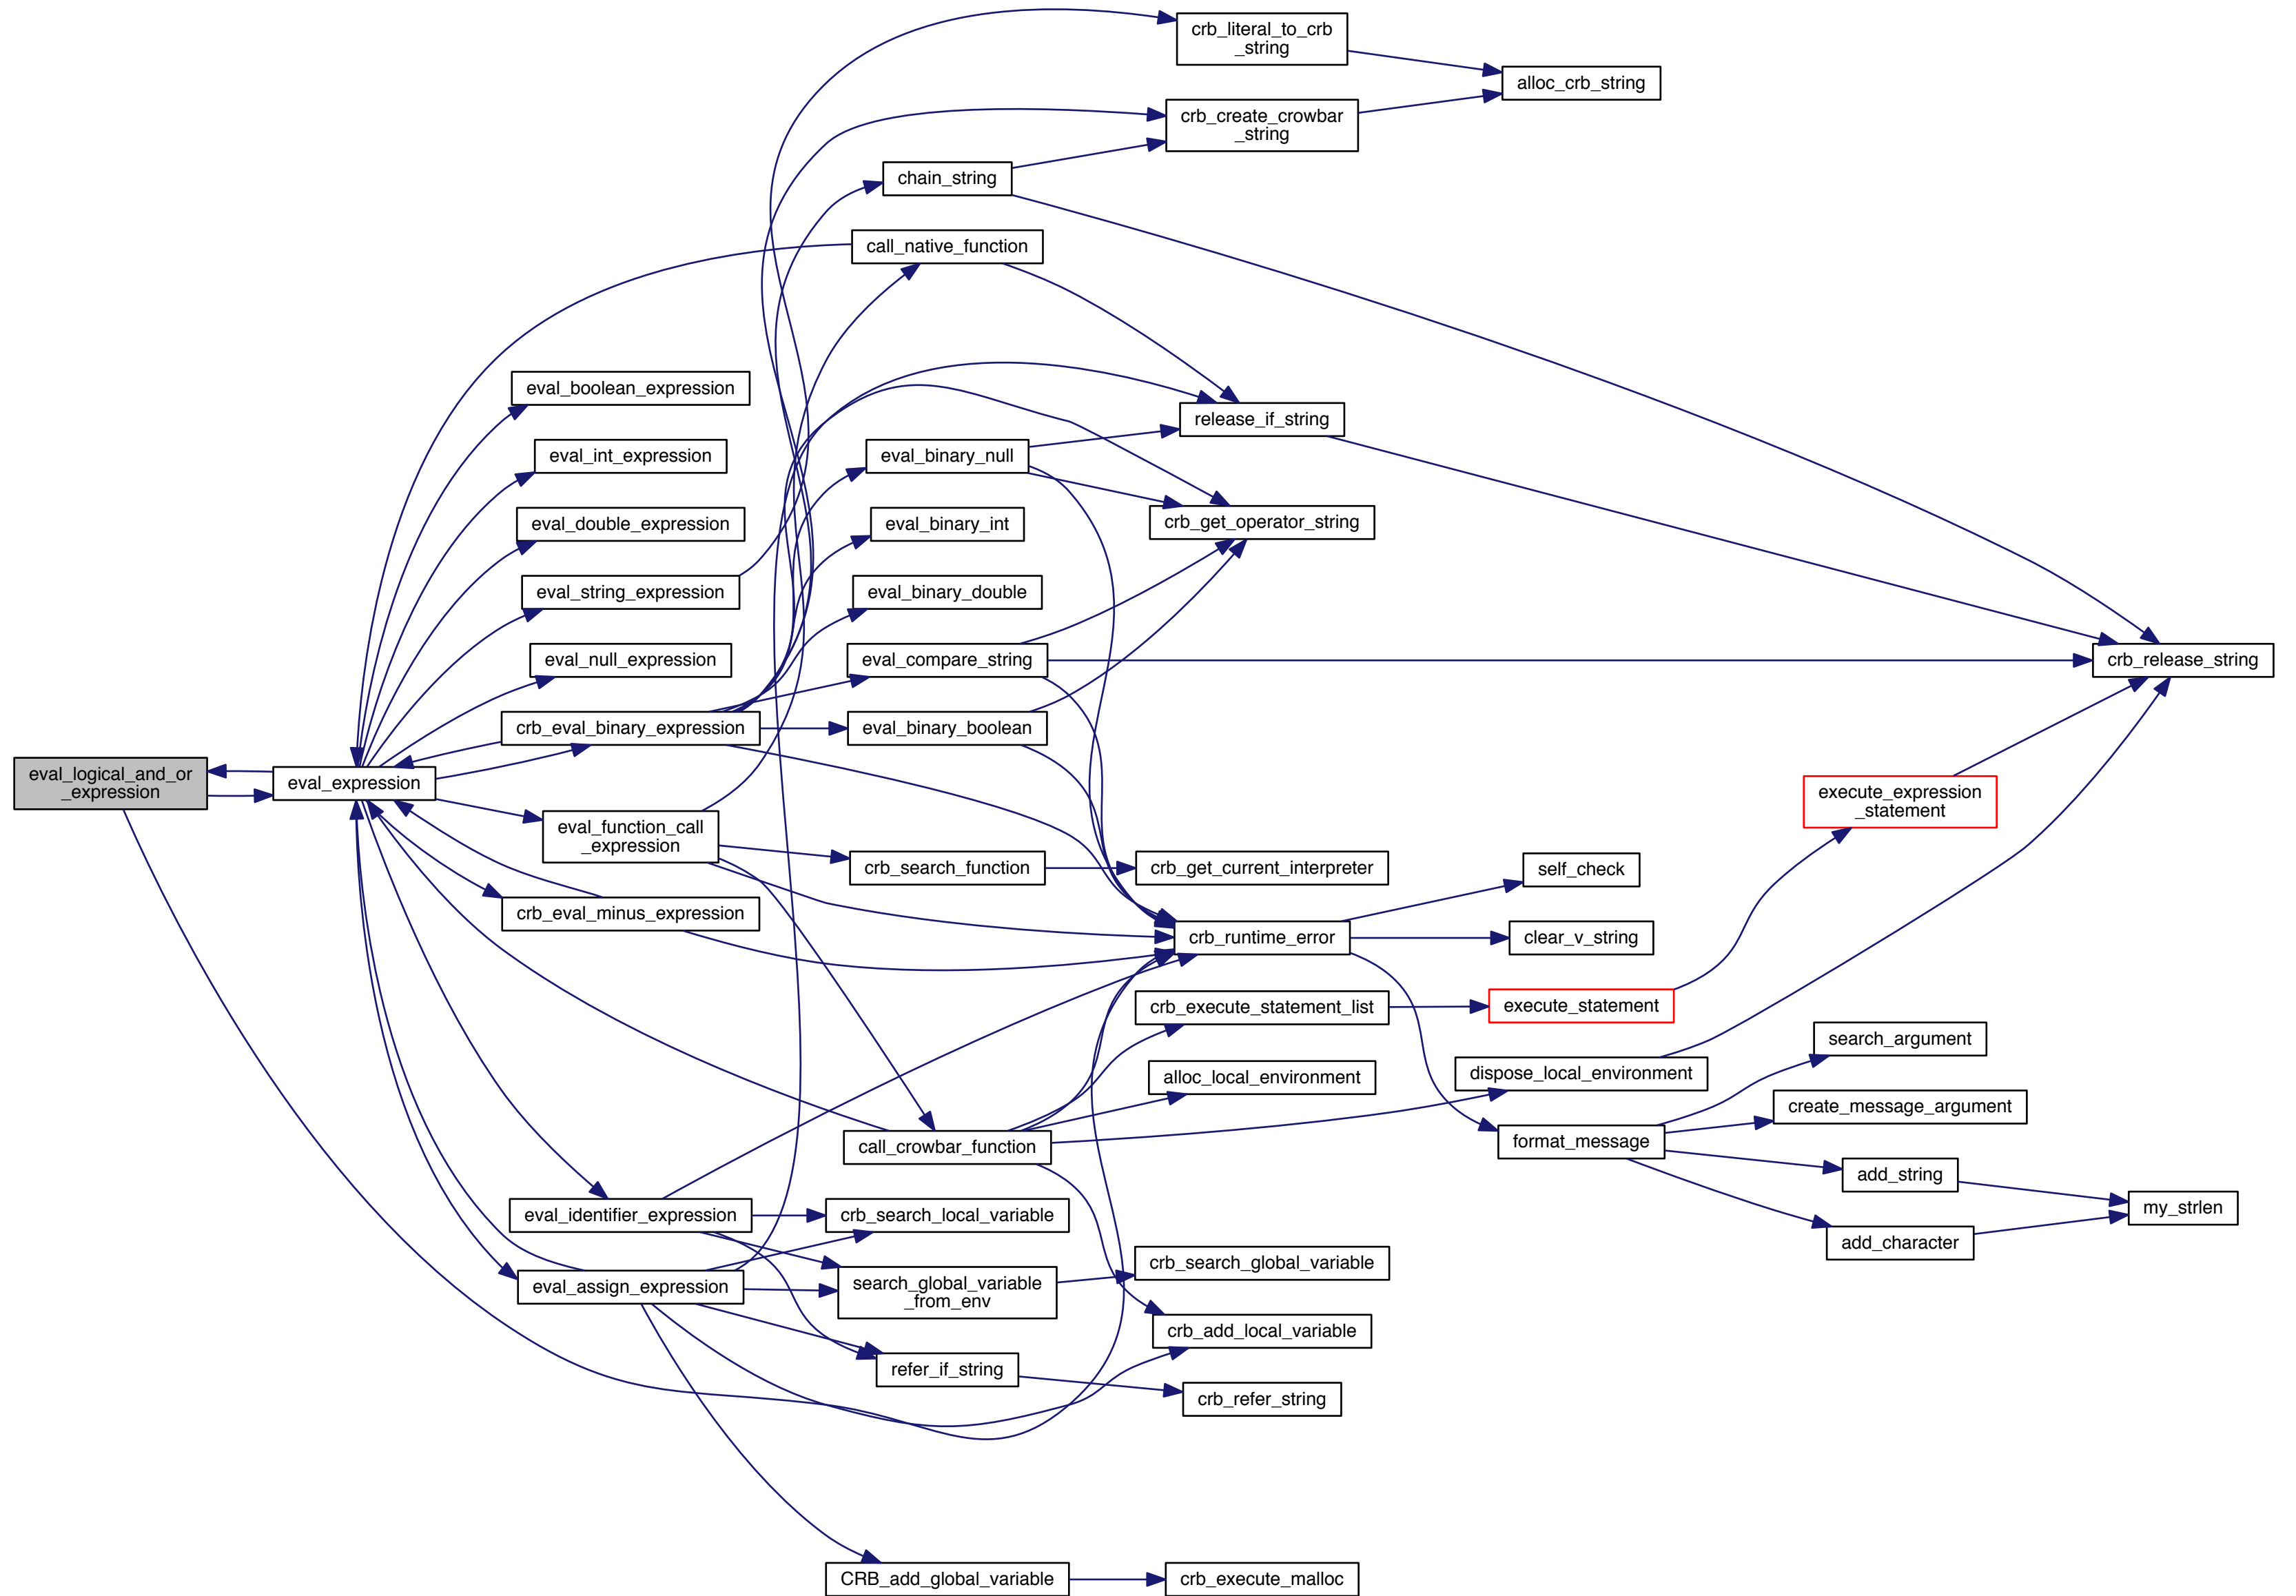 crb_literal_to_crb
_string
alloc_crb_string
crb_create_crowbar
_string
chain_string
call_native_function
eval_boolean_expression
release_if_string
eval_int_expression
eval_binary_null
eval_double_expression
eval_binary_int
crb_get_operator_string
eval_string_expression
eval_binary_double
eval_null_expression
eval_compare_string
crb_release_string
crb_eval_binary_expression
eval_binary_boolean
eval_logical_and_or
_expression
eval_expression
execute_expression
_statement
eval_function_call
_expression
crb_search_function
crb_get_current_interpreter
self_check
crb_eval_minus_expression
crb_runtime_error
clear_v_string
crb_execute_statement_list
execute_statement
search_argument
alloc_local_environment
dispose_local_environment
create_message_argument
call_crowbar_function
format_message
add_string
eval_identifier_expression
crb_search_local_variable
my_strlen
add_character
crb_search_global_variable
eval_assign_expression
search_global_variable
_from_env
crb_add_local_variable
refer_if_string
crb_refer_string
CRB_add_global_variable
crb_execute_malloc